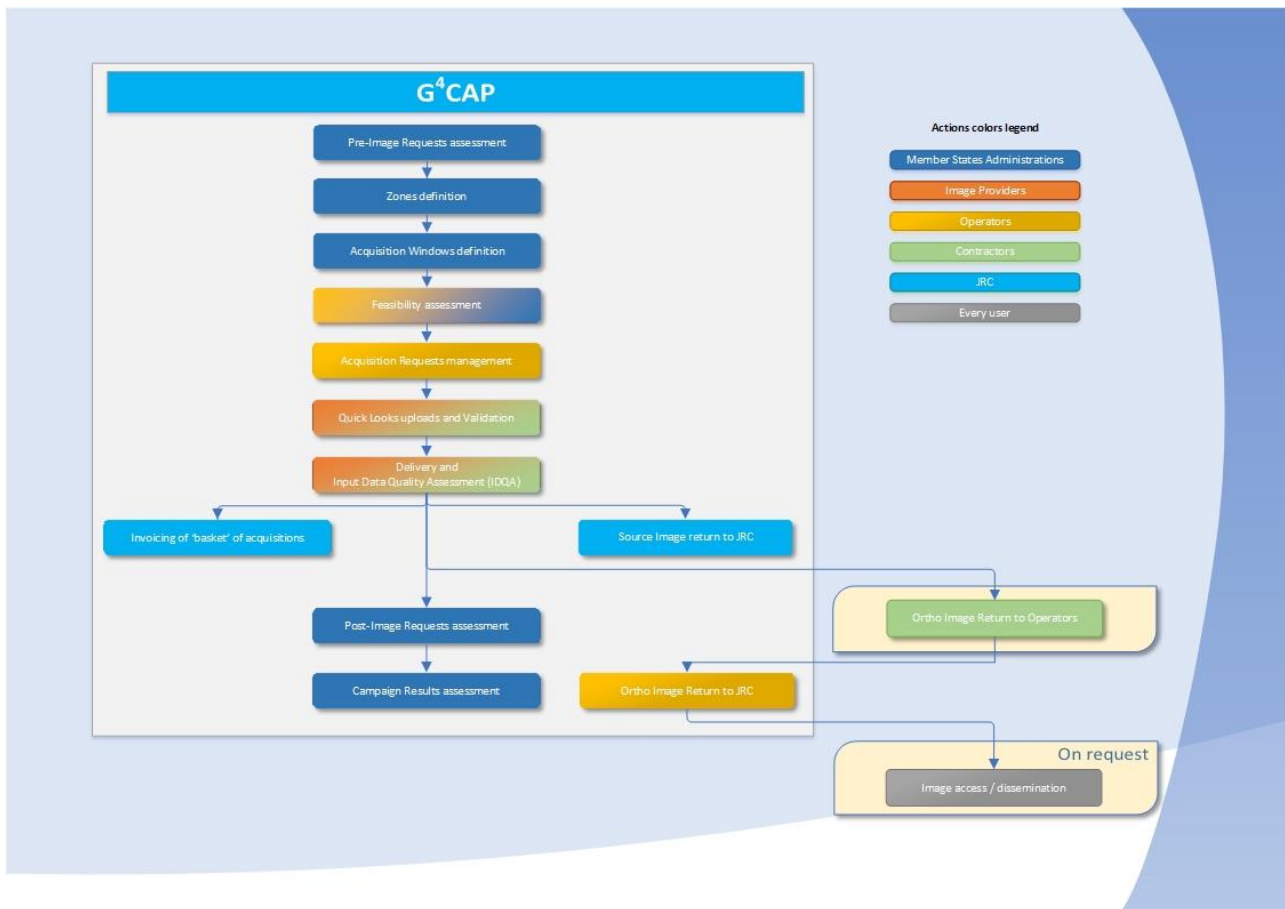 G⁴CAP
Pre-Image Requests assessment
Zones definition
Acquisition Windows definition
Feasibility assessment
Acquisition Requests management
Quick Looks uploads and Validation
Delivery and
Input Data Quality Assessment (IDQA)
Invoicing of ‘basket’ of acquisitions
Source Image return to JRC
Post-Image Requests assessment
Campaign Results assessment
Ortho Image Return to JRC
Actions colors legend
Member States Administrations
Image Providers
Operators
Contractors
JRC
Every user
Ortho Image Return to Operators
On request
Image access / dissemination